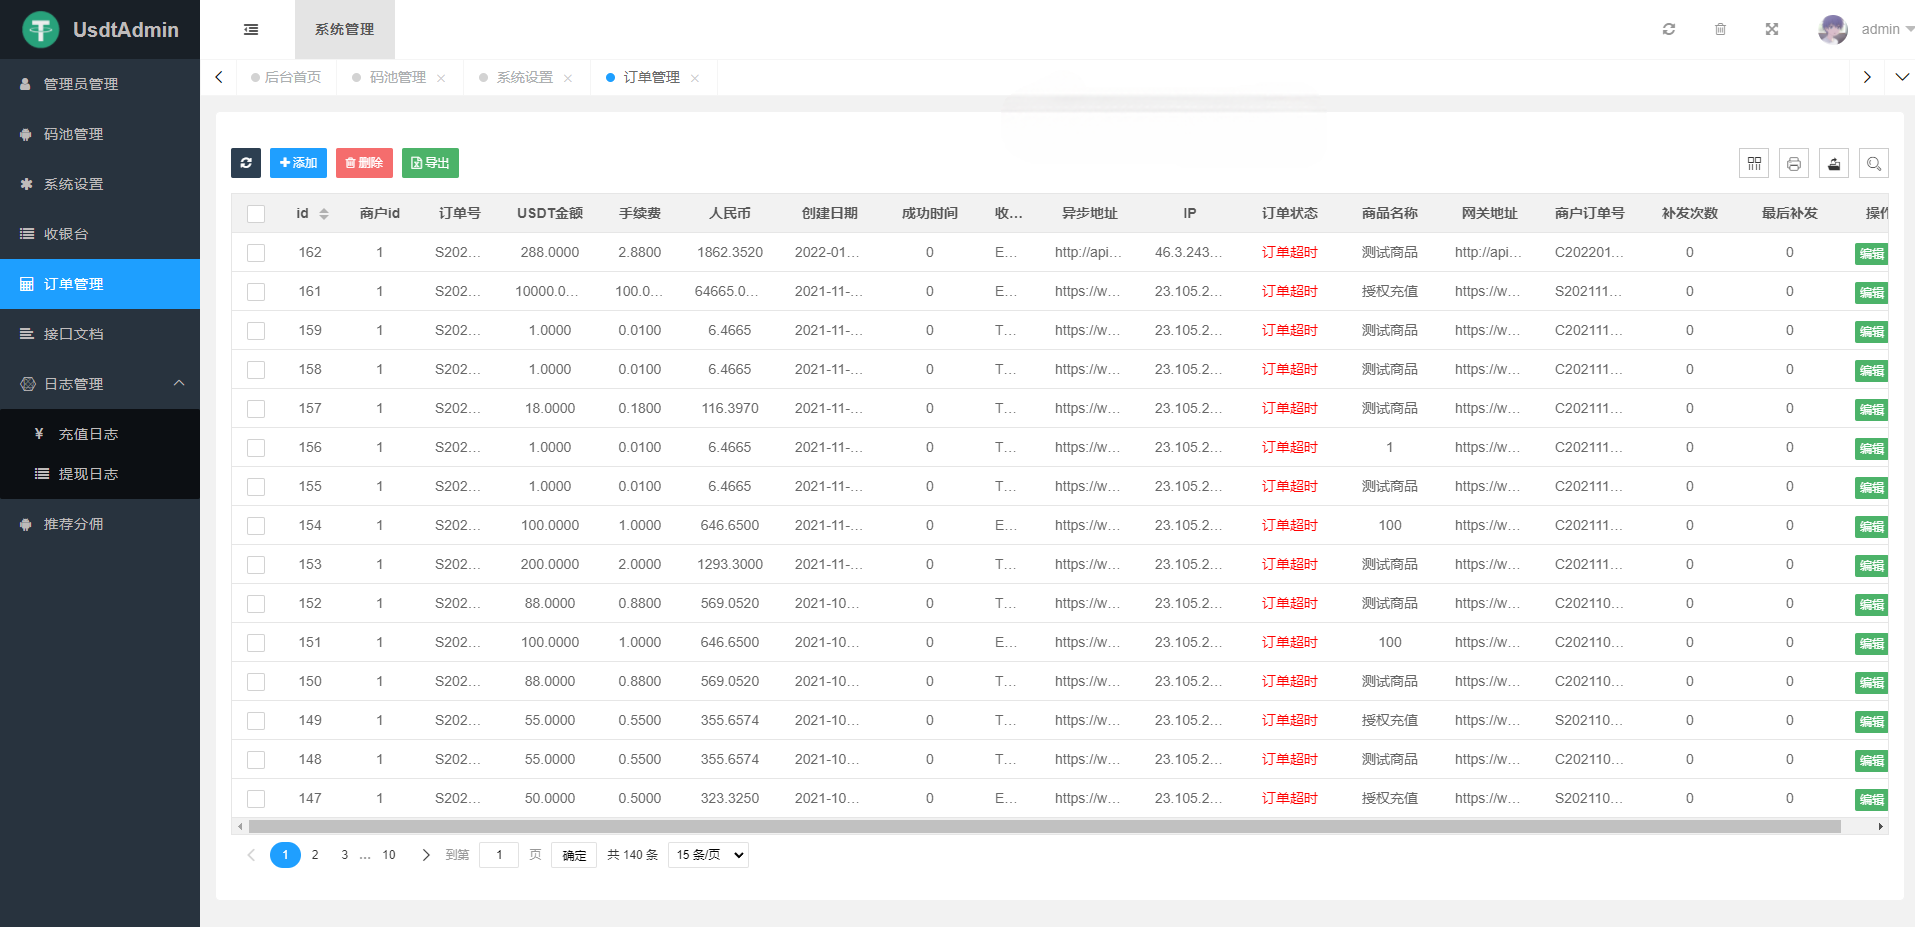 UsdtAdmin
系统管理
admin
后台首页 码池管理 系统设置 订单管理
管理员管理
码池管理
系统设置
收银台
订单管理
接口文档
日志管理
¥ 充值日志
提现日志
推荐分佣
添加 删除 导出
id 商户id 订单号 USDT金额 手续费 人民币 创建日期 成功时间 收... 异步地址 IP 订单状态 商品名称 网关地址 商户订单号 补发次数 最后补发 操作
162 1 S202... 288.0000 2.8800 1862.3520 2022-01... 0 E... http://api... 46.3.243... 订单超时 测试商品 http://api... C202201... 0 0 编辑
161 1 S202... 10000.0... 100.0... 64665.0... 2021-11-... 0 E... https://w... 23.105.2... 订单超时 授权充值 https://w... S202111... 0 0 编辑
159 1 S202... 1.0000 0.0100 6.4665 2021-11-... 0 T... https://w... 23.105.2... 订单超时 测试商品 https://w... C202111... 0 0 编辑
158 1 S202... 1.0000 0.0100 6.4665 2021-11-... 0 T... https://w... 23.105.2... 订单超时 测试商品 https://w... C202111... 0 0 编辑
157 1 S202... 18.0000 0.1800 116.3970 2021-11-... 0 T... https://w... 23.105.2... 订单超时 测试商品 https://w... C202111... 0 0 编辑
156 1 S202... 1.0000 0.0100 6.4665 2021-11-... 0 T... https://w... 23.105.2... 订单超时 1 https://w... C202111... 0 0 编辑
155 1 S202... 1.0000 0.0100 6.4665 2021-11-... 0 T... https://w... 23.105.2... 订单超时 测试商品 https://w... C202111... 0 0 编辑
154 1 S202... 100.0000 1.0000 646.6500 2021-11-... 0 E... https://w... 23.105.2... 订单超时 100 https://w... C202111... 0 0 编辑
153 1 S202... 200.0000 2.0000 1293.3000 2021-11-... 0 T... https://w... 23.105.2... 订单超时 测试商品 https://w... C202111... 0 0 编辑
152 1 S202... 88.0000 0.8800 569.0520 2021-10... 0 T... https://w... 23.105.2... 订单超时 测试商品 https://w... C202110... 0 0 编辑
151 1 S202... 100.0000 1.0000 646.6500 2021-10... 0 E... https://w... 23.105.2... 订单超时 100 https://w... C202110... 0 0 编辑
150 1 S202... 88.0000 0.8800 569.0520 2021-10... 0 T... https://w... 23.105.2... 订单超时 测试商品 https://w... C202110... 0 0 编辑
149 1 S202... 55.0000 0.5500 355.6574 2021-10... 0 T... https://w... 23.105.2... 订单超时 授权充值 https://w... S202110... 0 0 编辑
148 1 S202... 55.0000 0.5500 355.6574 2021-10... 0 T... https://w... 23.105.2... 订单超时 测试商品 https://w... C202110... 0 0 编辑
147 1 S202... 50.0000 0.5000 323.3250 2021-10... 0 E... https://w... 23.105.2... 订单超时 授权充值 https://w... S202110... 0 0 编辑
1 2 3 ... 10 到第 1 页 确定 共 140 条 15 条/页